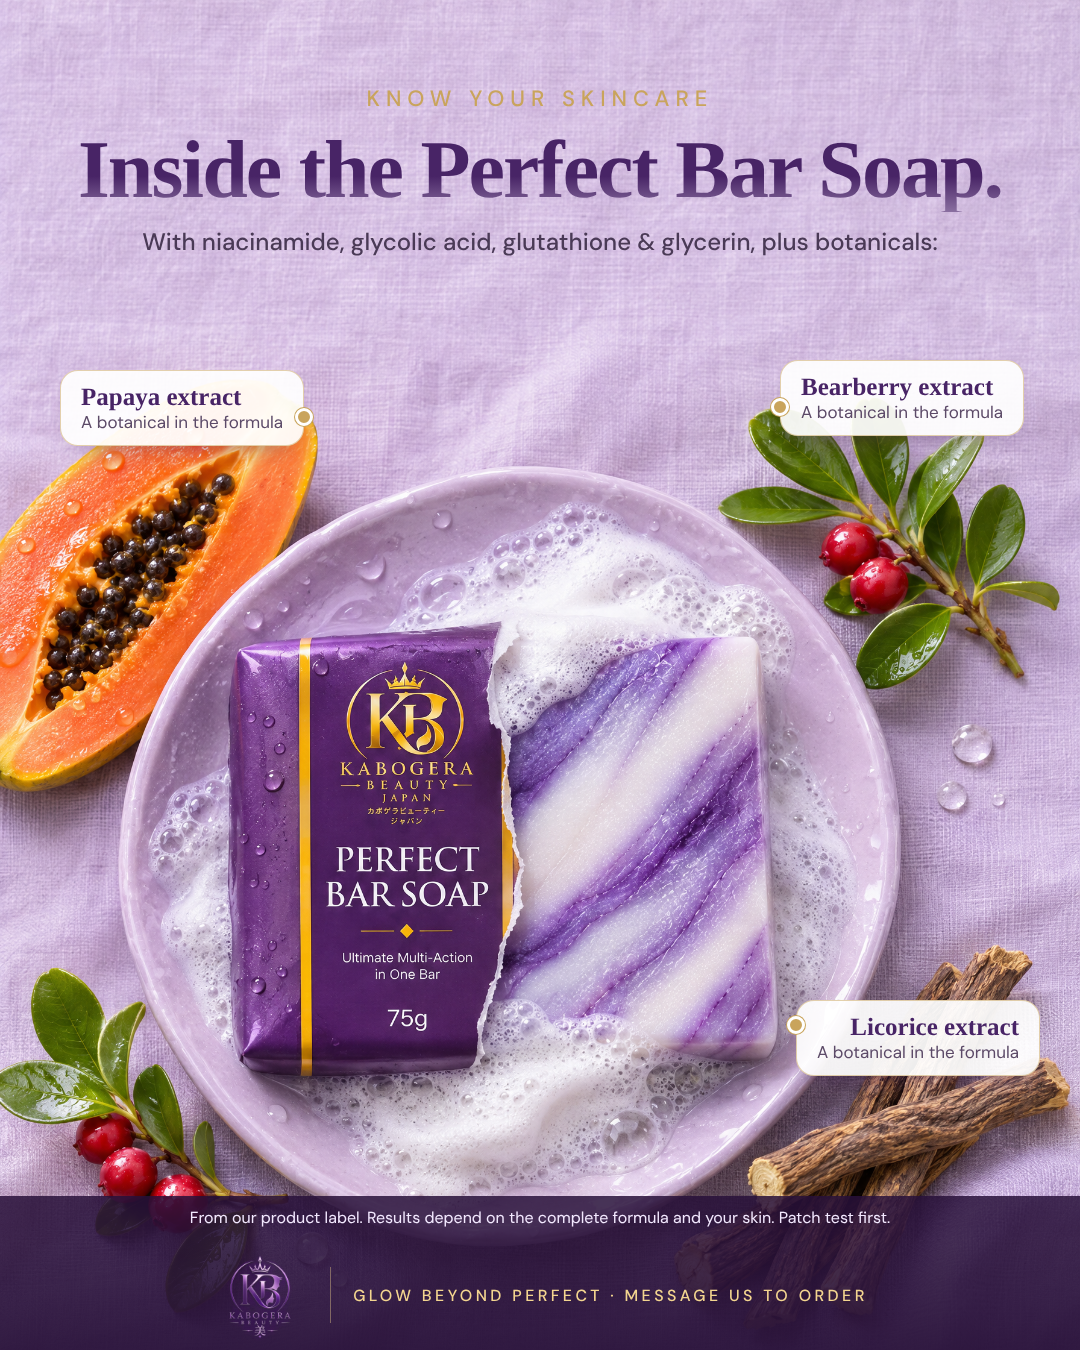 KNOW YOUR SKINCARE
Inside the Perfect Bar Soap.
With niacinamide, glycolic acid, glutathione & glycerin, plus botanicals:
Papaya extract
A botanical in the formula
Bearberry extract
A botanical in the formula
KB
KABOGERA
BEAUTY
JAPAN
カボゲラビューティー
ジャパン
PERFECT
BAR SOAP
Ultimate Multi-Action
in One Bar
75g
Licorice extract
A botanical in the formula
From our product label. Results depend on the complete formula and your skin. Patch test first.
KB
KABOGERA
BEAUTY
美
GLOW BEYOND PERFECT · MESSAGE US TO ORDER